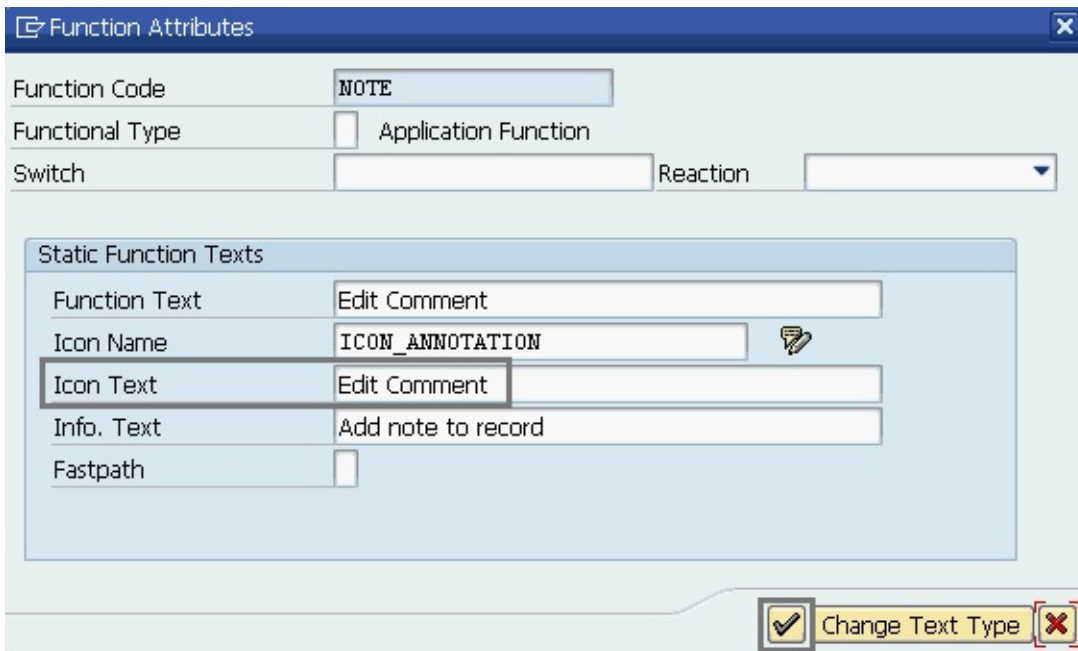 Function Attributes
Function Code NOTE
Functional Type Application Function
Switch Reaction
Static Function Texts
Function Text Edit Comment
Icon Name ICON_ANNOTATION
Icon Text Edit Comment
Info. Text Add note to record
Fastpath
Change Text Type